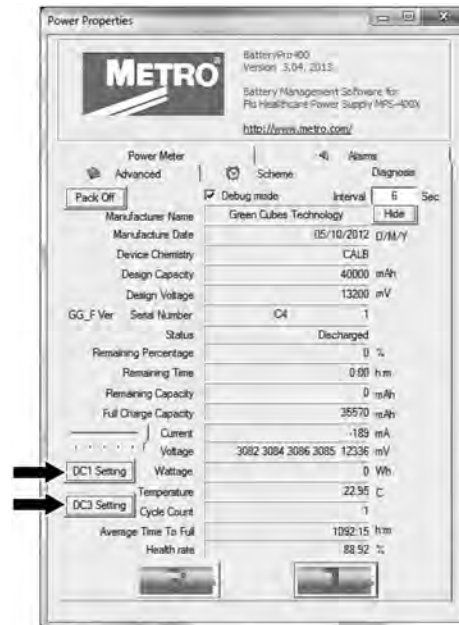 Power Properties
METRO®
BatteryPro400
Version 3.04, 2013
Battery Management Software for
Flo Healthcare Power Supply MPS-400X
http://www.metro.com/
Power Meter Alarms
Advanced Scheme Diagnosis
Pack Off Debug mode Interval 6 Sec
Manufacturer Name Green Cubes Technology Hide
Manufacture Date 05/10/2012 D/M/Y
Device Chemistry CALB
Design Capacity 40000 mAh
Design Voltage 13200 mV
GG_F Ver Serial Number C4 1
Status Discharged
Remaining Percentage 0 %
Remaining Time 0:00 h:m
Remaining Capacity 0 mAh
Full Charge Capacity 35570 mAh
Current -189 mA
Voltage 3082 3084 3086 3085 12336 mV
DC1 Setting Wattage 0 Wh
Temperature 22.95 C
DC3 Setting Cycle Count 1
Average Time To Full 1092:15 h:m
Health rate 88.92 %